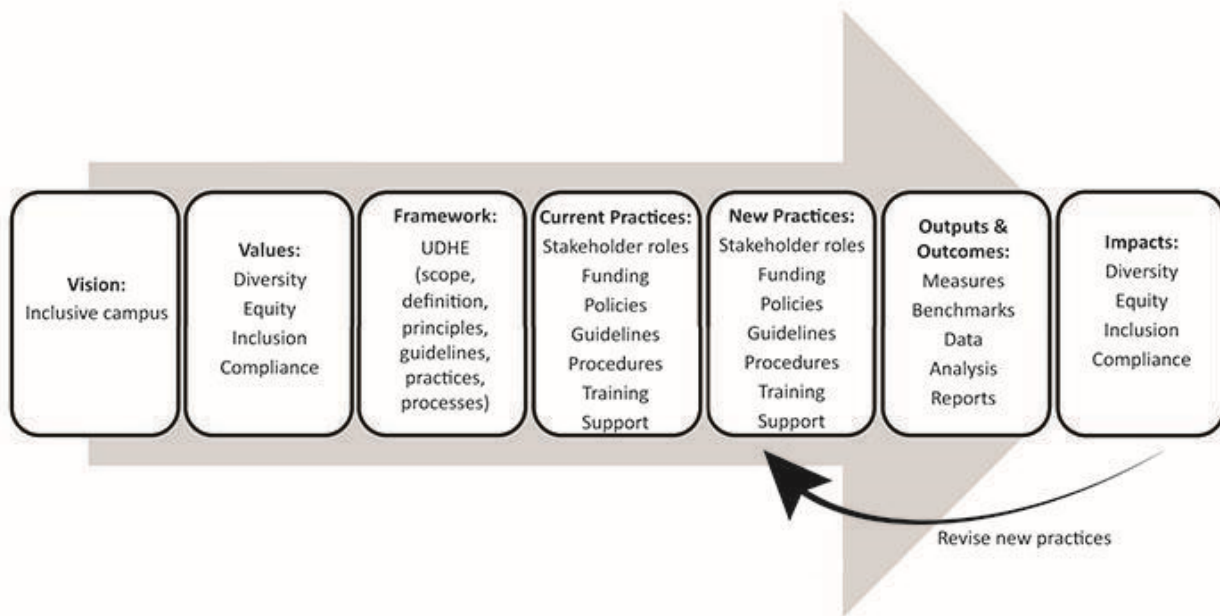 Vision:
Inclusive campus
Values:
Diversity
Equity
Inclusion
Compliance
Framework:
UDHE
(scope,
definition,
principles,
guidelines,
practices,
processes)
Current Practices:
Stakeholder roles
Funding
Policies
Guidelines
Procedures
Training
Support
New Practices:
Stakeholder roles
Funding
Policies
Guidelines
Procedures
Training
Support
Outputs &
Outcomes:
Measures
Benchmarks
Data
Analysis
Reports
Impacts:
Diversity
Equity
Inclusion
Compliance
Revise new practices